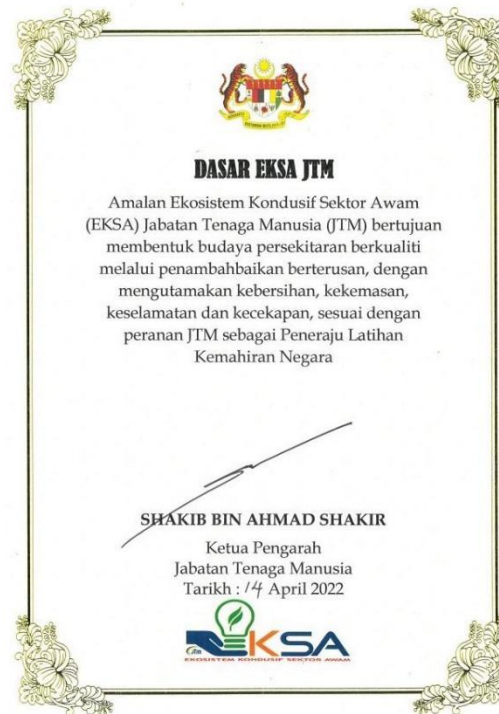 DASAR EKSA JTM
Amalan Ekosistem Kondusif Sektor Awam
(EKSA) Jabatan Tenaga Manusia (JTM) bertujuan
membentuk budaya persekitaran berkualiti
melalui penambahbaikan berterusan, dengan
mengutamakan kebersihan, kekemasan,
keselamatan dan kecekapan, sesuai dengan
peranan JTM sebagai Peneraju Latihan
Kemahiran Negara
SHAKIB BIN AHMAD SHAKIR
Ketua Pengarah
Jabatan Tenaga Manusia
Tarikh : 14 April 2022
JTM
EKSA
EKOSISTEM KONDUSIF SEKTOR AWAM